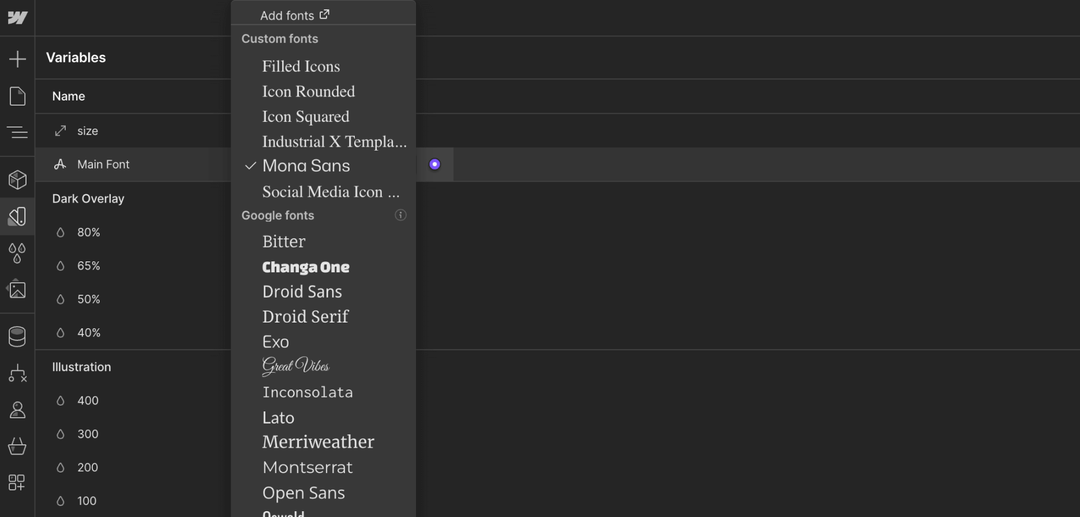 Add fonts
Custom fonts
Variables
Filled Icons
Icon Rounded
Name
Icon Squared
size
Industrial X Templa...
Main Font
Mona Sans
Social Media Icon ...
Dark Overlay
Google fonts
80%
Bitter
65%
Changa One
50%
Droid Sans
Droid Serif
40%
Exo
Illustration
Great Vibes
400
Inconsolata
Lato
300
Merriweather
200
Montserrat
100
Open Sans
Oswald